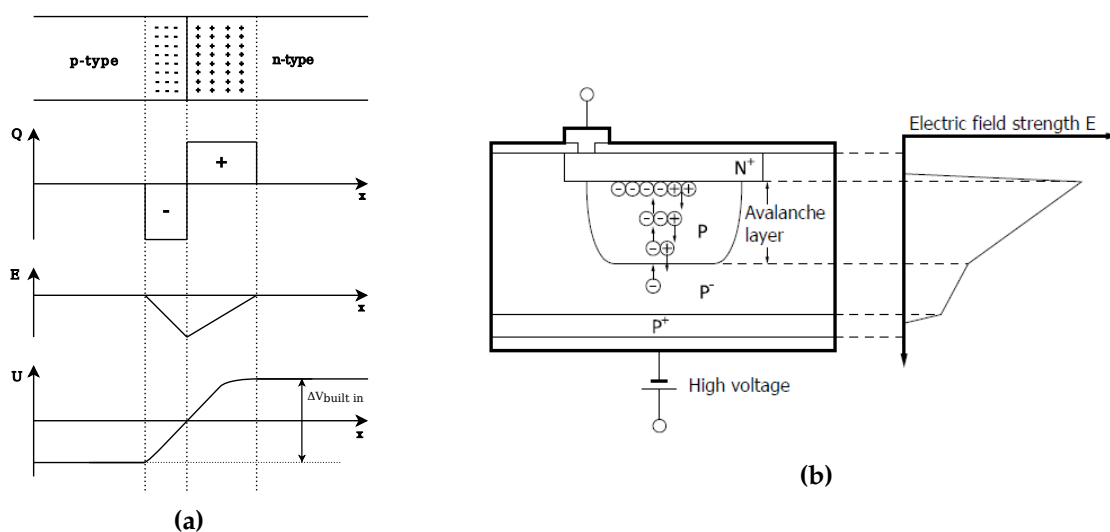 p-type
n-type
Q
+
-
x
E
x
U
ΔVbuilt in
x
(a)
Electric field strength E
N+
Avalanche
layer
P
P-
P+
High voltage
(b)